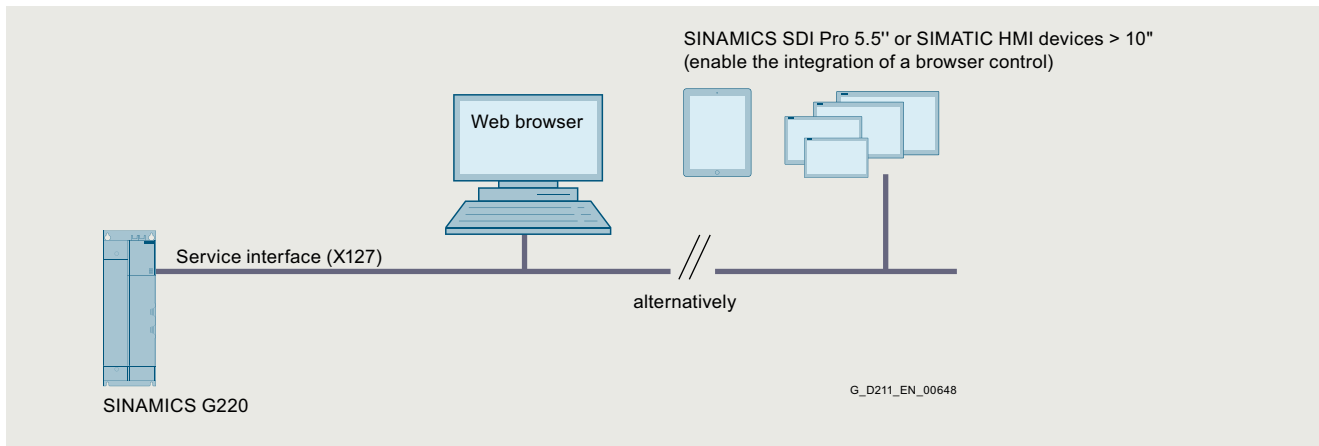 SINAMICS SDI Pro 5.5'' or SIMATIC HMI devices > 10"
(enable the integration of a browser control)
Web browser
Service interface (X127)
alternatively
G_D211_EN_00648
SINAMICS G220